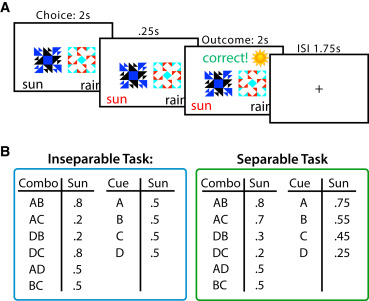 A
Choice: 2s
.25s
Outcome: 2s
ISI 1.75s
correct!
sun rain
sun rain
sun rain
+
B
Inseparable Task: Separable Task
Combo Sun Cue Sun Combo Sun Cue Sun
AB .8 A .5 AB .8 A .75
AC .2 B .5 AC .7 B .55
DB .2 C .5 DB .3 C .45
DC .8 D .5 DC .2 D .25
AD .5 AD .5
BC .5 BC .5